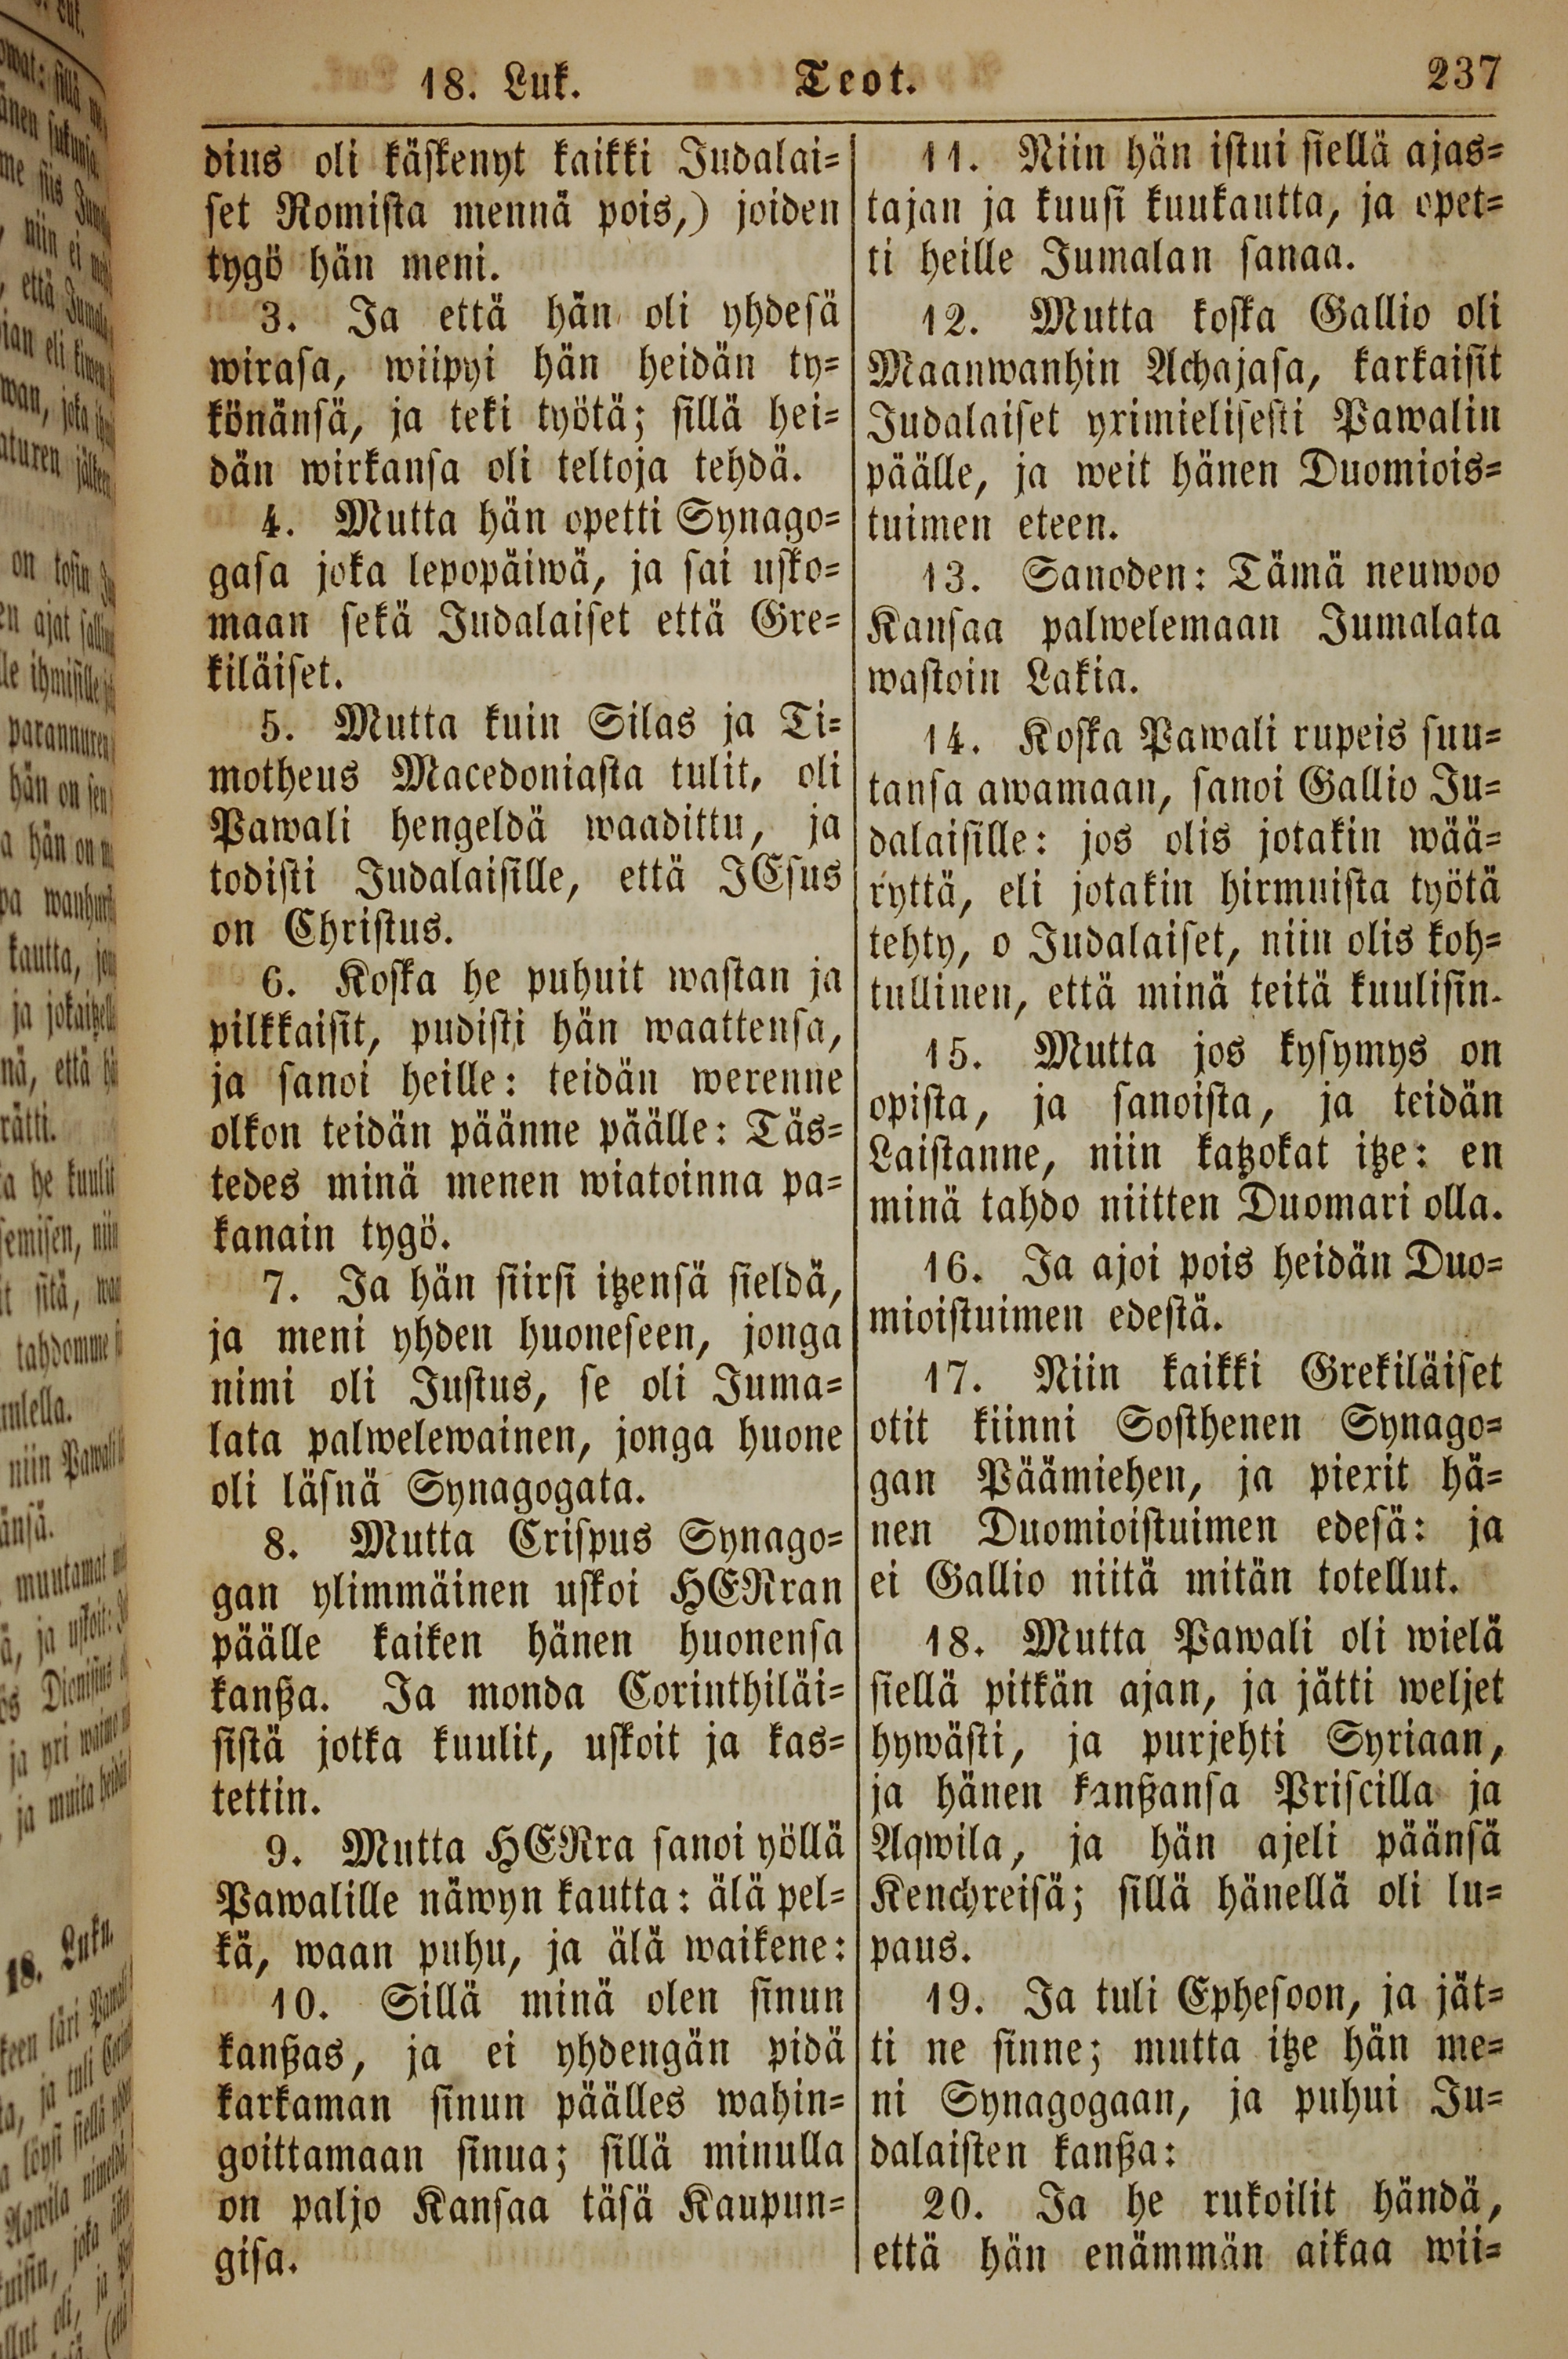 18. Luk. Teot. 237
dius oli käskenyt kaikki Judalai=
set Romista mennä pois,) joiden
tygö hän meni.
3. Ja että hän oli yhdesä
wirasa, wiipyi hän heidän ty=
könänsä, ja teki työtä; sillä hei=
dän wirkansa oli teltoja tehdä.
4. Mutta hän opetti Synago=
gasa joka lepopäiwä, ja sai usko=
maan sekä Judalaiset että Gre=
kiläiset.
5. Mutta kuin Silas ja Ti=
motheus Macedoniasta tulit, oli
Pawali hengeldä waadittu, ja
todisti Judalaisille, että JEsus
on Christus.
6. Koska he puhuit wastan ja
pilkkaisit, pudisti hän waattensa,
ja sanoi heille: teidän werenne
olkon teidän päänne päälle: Täs=
tedes minä menen wiatoinna pa=
kanain tygö.
7. Ja hän siirsi itzensä sieldä,
ja meni yhden huoneseen, jonga
nimi oli Justus, se oli Juma=
lata palwelewainen, jonga huone
oli läsnä Synagogata.
8. Mutta Crispus Synago=
gan ylimmäinen uskoi HERran
päälle kaiken hänen huonensa
kanßa. Ja monda Corinthiläi=
sistä jotka kuulit, uskoit ja kas=
tettin.
9. Mutta HERra sanoi yöllä
Pawalille näwyn kautta: älä pel=
kä, waan puhu, ja älä waikene:
10. Sillä minä olen sinun
kanßas, ja ei yhdengän pidä
karkaman sinun päälles wahin=
goittamaan sinua; sillä minulla
on paljo Kansaa täsä Kaupun=
gisa.
11. Niin hän istui siellä ajas=
tajan ja kuusi kuukautta, ja opet=
ti heille Jumalan sanaa.
12. Mutta koska Gallio oli
Maanwanhin Achajasa, karkaisit
Judalaiset yximielisesti Pawalin
päälle, ja weit hänen Duomiois=
tuimen eteen.
13. Sanoden: Tämä neuwoo
Kansaa palwelemaan Jumalata
wastoin Lakia.
14. Koska Pawali rupeis suu=
tansa awamaan, sanoi Gallio Ju=
dalaisille: jos olis jotakin wää=
ryttä, eli jotakin hirmuista työtä
tehty, o Judalaiset, niin olis koh=
tullinen, että minä teitä kuulisin.
15. Mutta jos kysymys on
opista, ja sanoista, ja teidän
Laistanne, niin katzokat itze: en
minä tahdo niitten Duomari olla.
16. Ja ajoi pois heidän Duo=
mioistuimen edestä.
17. Niin kaikki Grekiläiset
otit kiinni Sosthenen Synago=
gan Päämiehen, ja piexit hä=
nen Duomioistuimen edesä: ja
ei Gallio niitä mitän totellut.
18. Mutta Pawali oli wielä
siellä pitkän ajan, ja jätti weljet
hywästi, ja purjehti Syriaan,
ja hänen kanßansa Priscilla ja
Aqwila, ja hän ajeli päänsä
Kenchreisä; sillä hänellä oli lu=
paus.
19. Ja tuli Ephesoon, ja jät=
ti ne sinne; mutta itze hän me=
ni Synagogaan, ja puhui Ju=
dalaisten kanßa:
20. Ja he rukoilit händä,
että hän enämmän aikaa wii=